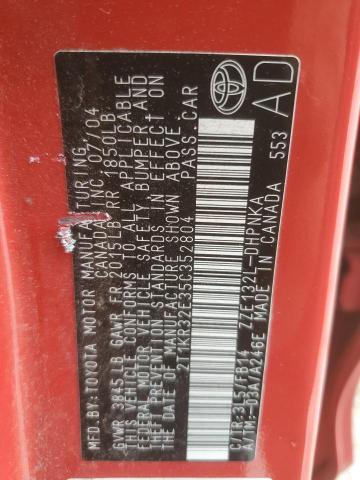 MFD.BY:TOYOTA MOTOR MANUFACTURING,
CANADA INC 07/04
GVWR 3845LB GAWR FR 2015LB RR 1850LB
THIS VEHICLE CONFORMS TO ALL APPLICABLE
FEDERAL MOTOR VEHICLE SAFETY BUMPER AND
THEFT PREVENTION STANDARDS IN EFFECT ON
THE DATE OF MANUFACTURE SHOWN ABOVE.
2T1KR32E35C352804 PASS.CAR
C/TR:3L5/FB14 ZZE132L-DHPNKA
A/TM:-03A/A246E MADE IN CANADA 553
TOYOTA
AD